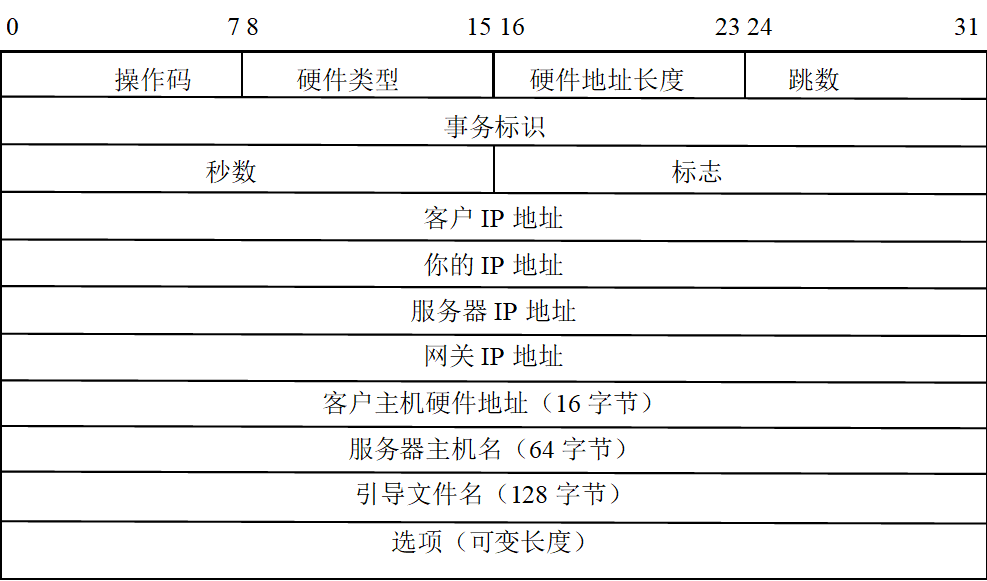 0 7 8 15 16 23 24 31
操作码 硬件类型 硬件地址长度 跳数
事务标识
秒数 标志
客户 IP 地址
你的 IP 地址
服务器 IP 地址
网关 IP 地址
客户主机硬件地址（16 字节）
服务器主机名（64 字节）
引导文件名（128 字节）
选项（可变长度）